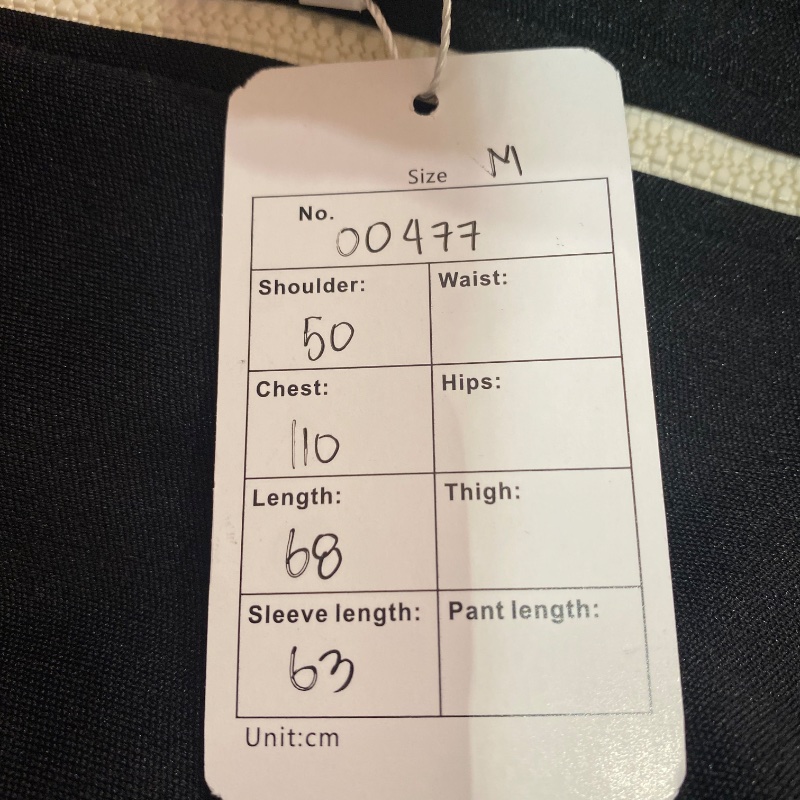 Size M
No. 00477
Shoulder: Waist:
50
Chest: Hips:
110
Length: Thigh:
68
Sleeve length: Pant length:
63
Unit:cm